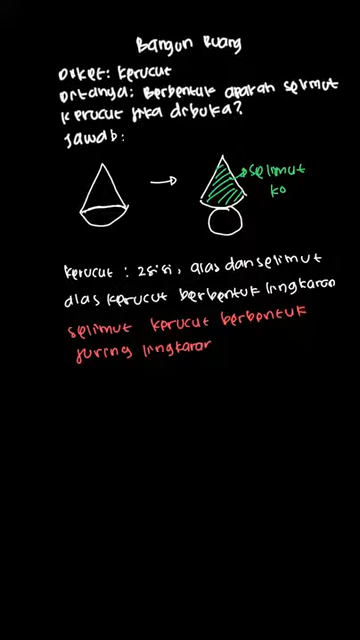 Bangun Ruang
Diket: Kerucut
Ditanya: Berbentuk apakah selimut
kerucut jika dibuka?
Jawab:
selimut
ko
Kerucut : 2 sisi, alas dan selimut
alas kerucut berbentuk lingkaran
selimut kerucut berbentuk
juring lingkaran